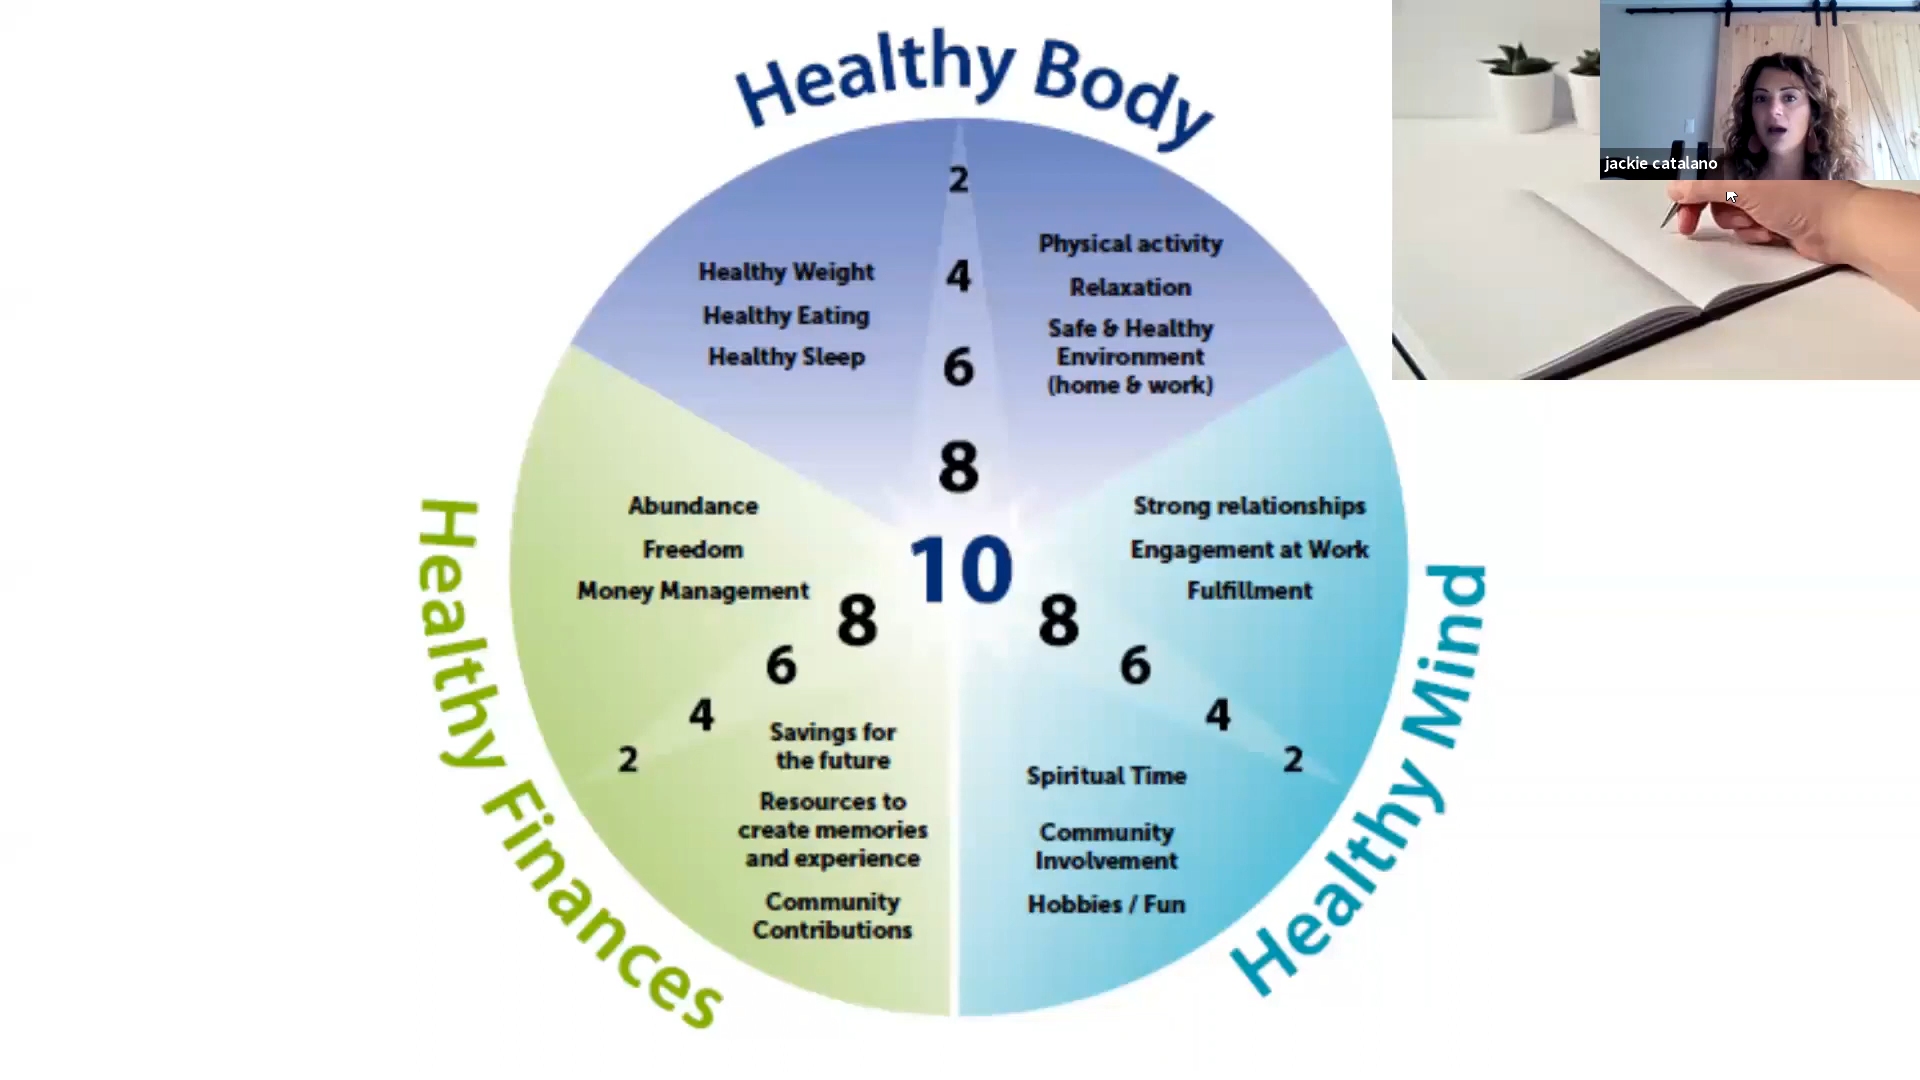 Healthy Body
jackie catalano
2
4
6
8
10
Healthy Weight
Healthy Eating
Healthy Sleep
Physical activity
Relaxation
Safe & Healthy
Environment
(home & work)
Healthy Finances
Abundance
Freedom
Money Management
8
6
4
2
Savings for
the future
Resources to
create memories
and experience
Community
Contributions
Healthy Mind
Strong relationships
Engagement at Work
Fulfillment
8
6
4
2
Spiritual Time
Community
Involvement
Hobbies / Fun